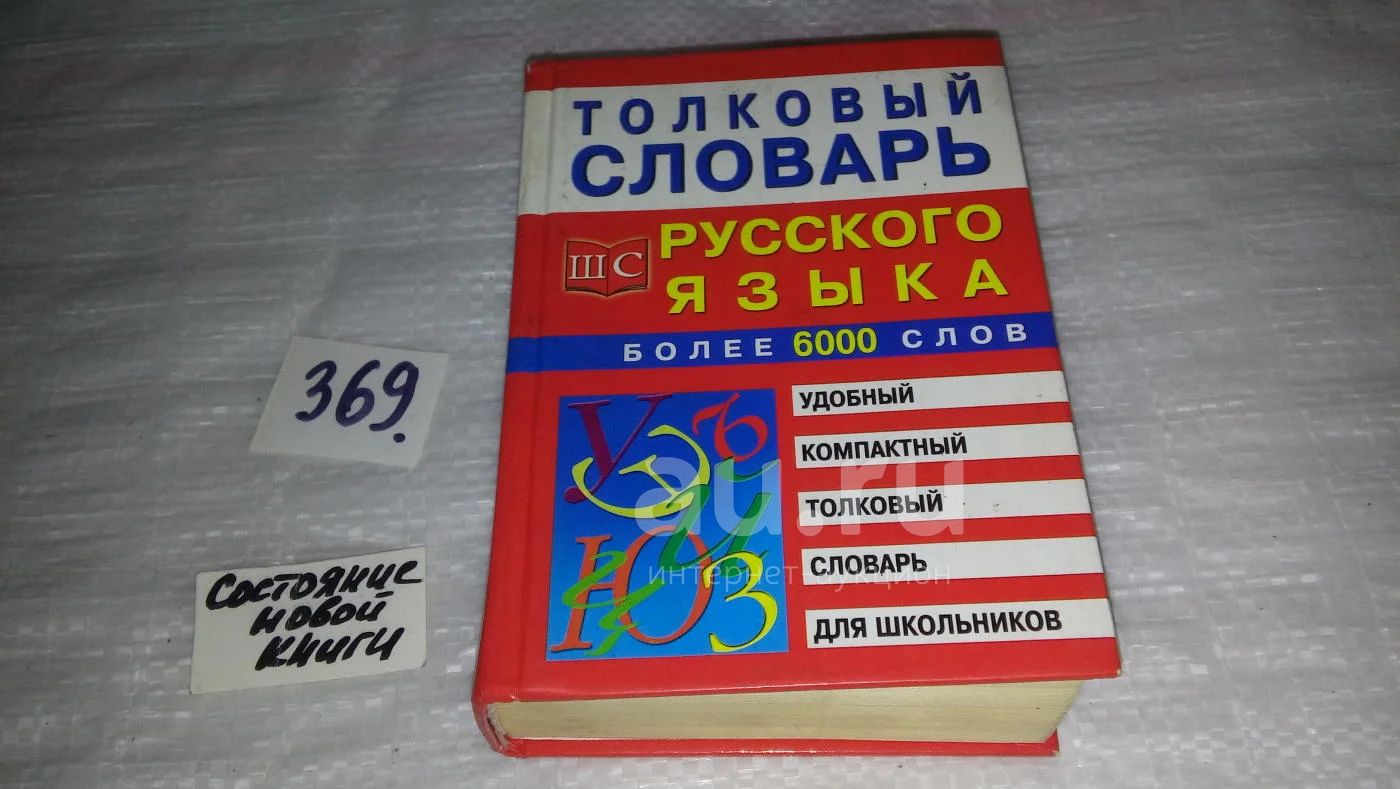 ТОЛКОВЫЙ
СЛОВАРЬ
ШС
РУССКОГО
ЯЗЫКА
БОЛЕЕ 6000 СЛОВ
УДОБНЫЙ
КОМПАКТНЫЙ
ТОЛКОВЫЙ
СЛОВАРЬ
ДЛЯ ШКОЛЬНИКОВ
У Э Ъ
И
Ю З
369.
Состояние
новой
книги
au.ru
интернет-аукцион